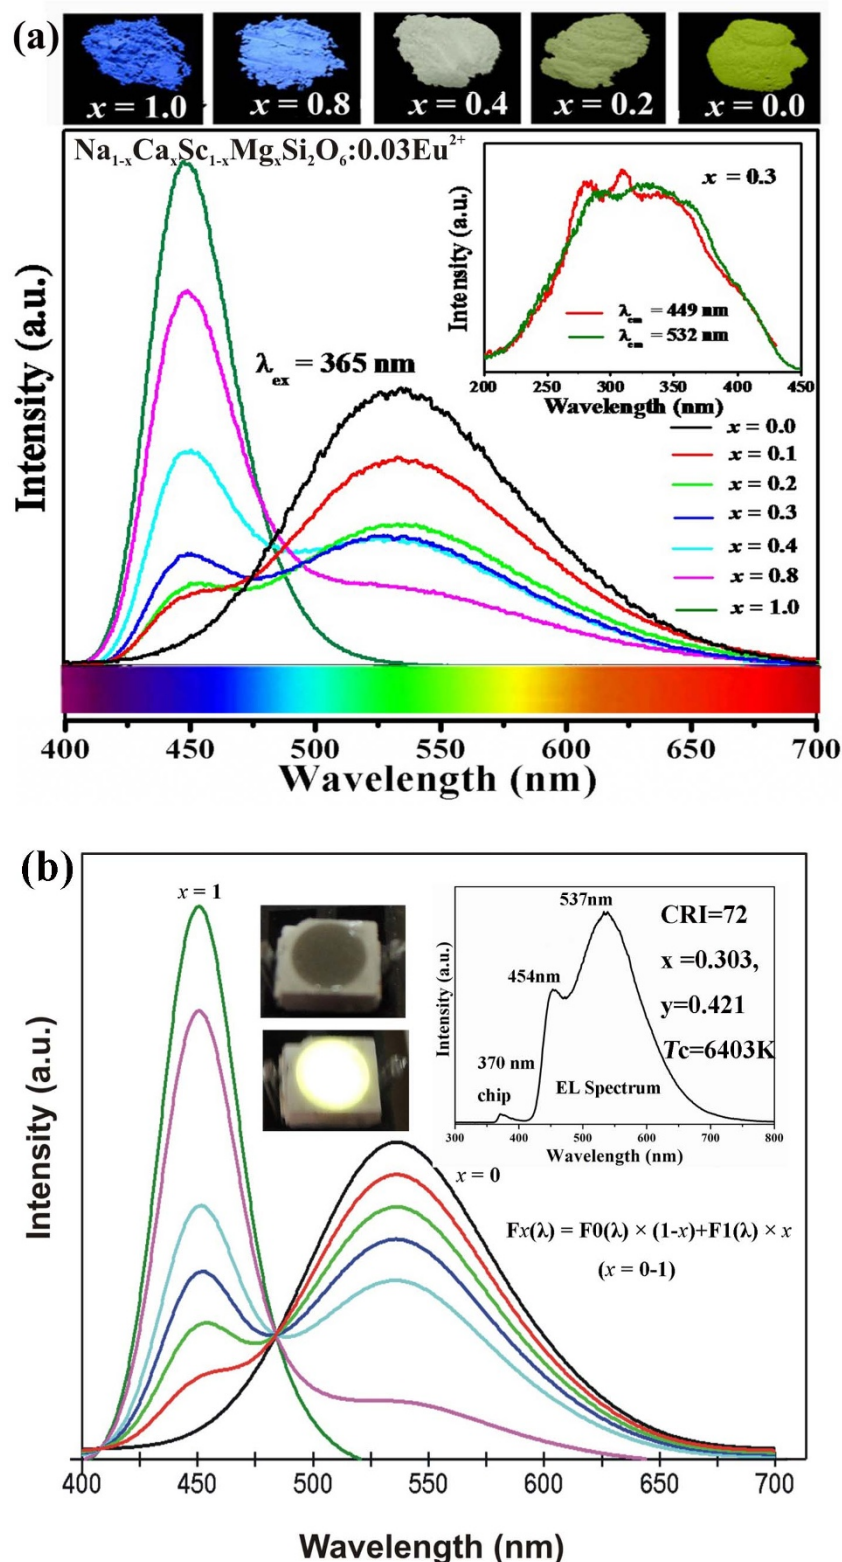 (a)
x = 1.0
x = 0.8
x = 0.4
x = 0.2
x = 0.0
Na₁₋ₓCaₓSc₁₋ₓMgₓSi₂O₆:0.03Eu²⁺
x = 0.3
λem = 449 nm
λem = 532 nm
Intensity (a.u.)
200 250 300 350 400 450
Wavelength (nm)
λex = 365 nm
x = 0.0
x = 0.1
x = 0.2
x = 0.3
x = 0.4
x = 0.8
x = 1.0
Intensity (a.u.)
400 450 500 550 600 650 700
Wavelength (nm)
(b)
x = 1
537nm
CRI=72
454nm
x =0.303,
y=0.421
Tc=6403K
370 nm
chip
EL Spectrum
Intensity (a.u.)
300 400 500 600 700 800
Wavelength (nm)
x = 0
Fx(λ) = F0(λ) × (1-x)+F1(λ) × x
(x = 0-1)
Intensity (a.u.)
400 450 500 550 600 650 700
Wavelength (nm)